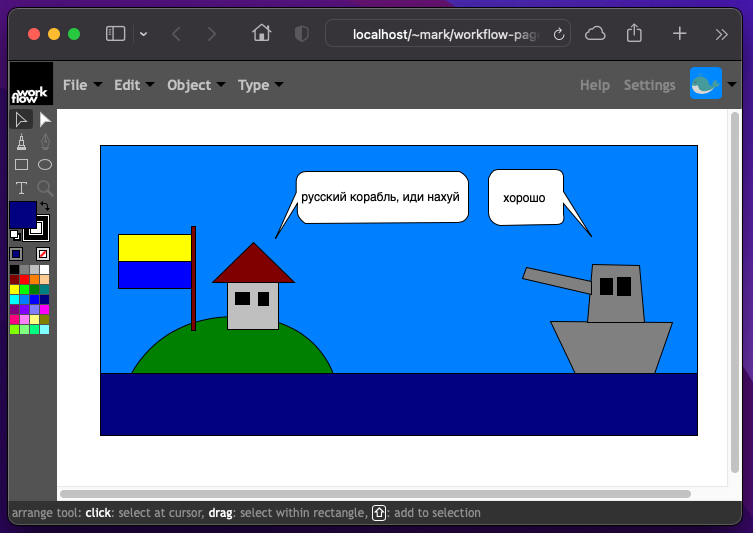 localhost/~mark/workflow-page
work
flow
File Edit Object Type Help Settings
русский корабль, иди нахуй
хорошо
arrange tool: click: select at cursor, drag: select within rectangle, ⇧: add to selection